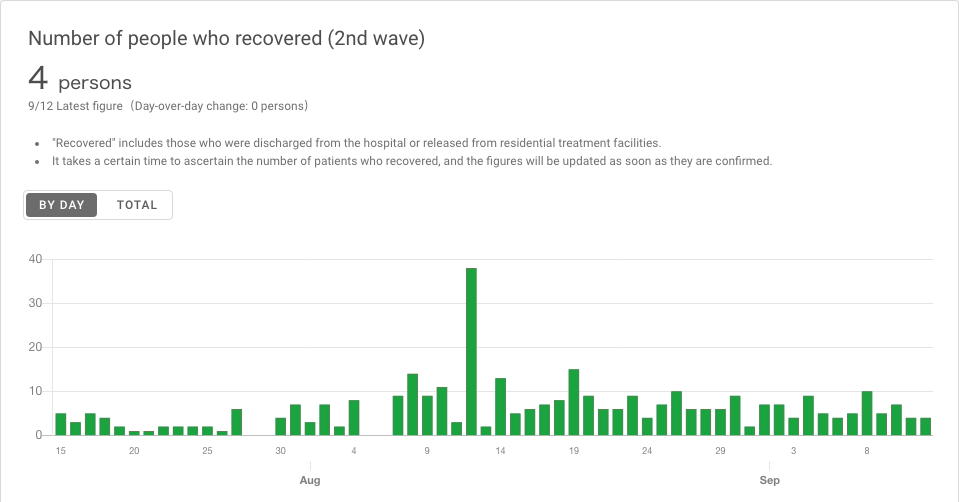 Number of people who recovered (2nd wave)
4 persons
9/12 Latest figure（Day-over-day change: 0 persons）
• "Recovered" includes those who were discharged from the hospital or released from residential treatment facilities.
• It takes a certain time to ascertain the number of patients who recovered, and the figures will be updated as soon as they are confirmed.
BY DAY TOTAL
40
30
20
10
0
15 20 25 30 4 9 14 19 24 29 3 8
Aug Sep